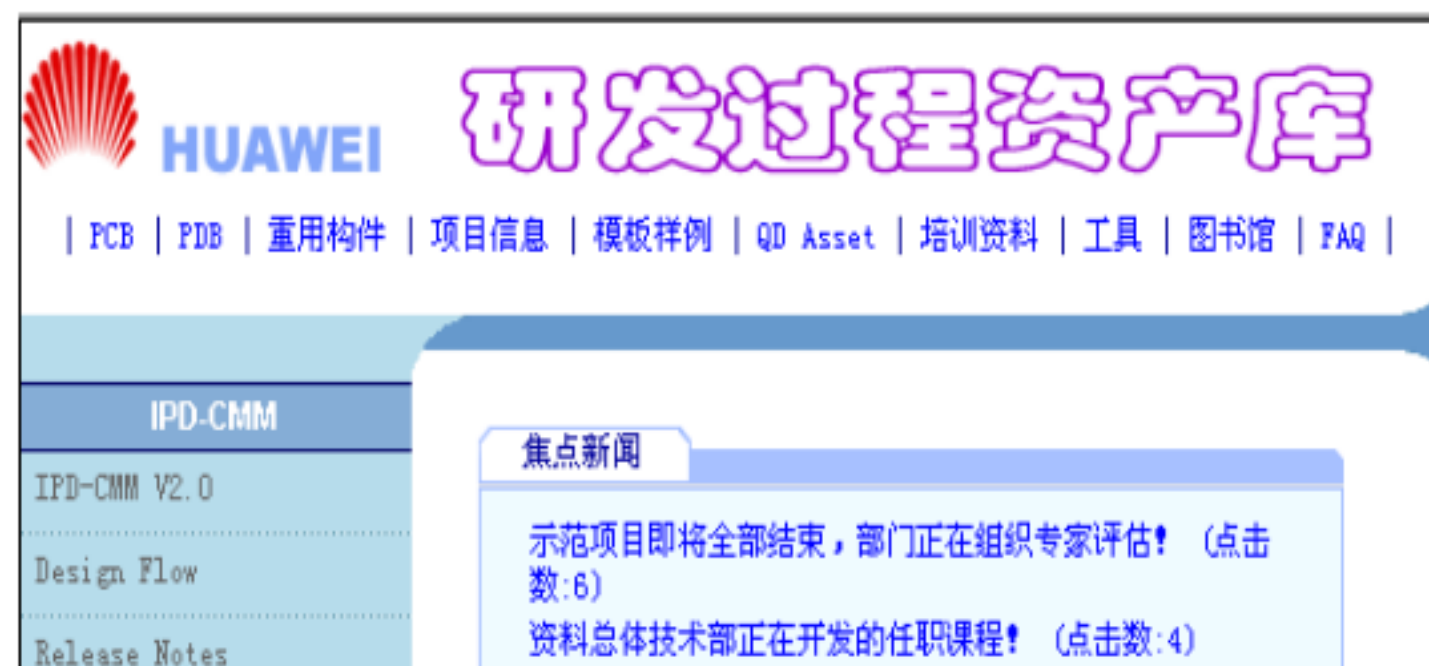 HUAWEI 研发过程资产库
| PCB | PDB | 重用构件 | 项目信息 | 模板样例 | QD Asset | 培训资料 | 工具 | 图书馆 | FAQ |
IPD-CMM
IPD-CMM V2.0
Design Flow
Release Notes
焦点新闻
示范项目即将全部结束，部门正在组织专家评估！ (点击
数:6)
资料总体技术部正在开发的任职课程！ (点击数:4)